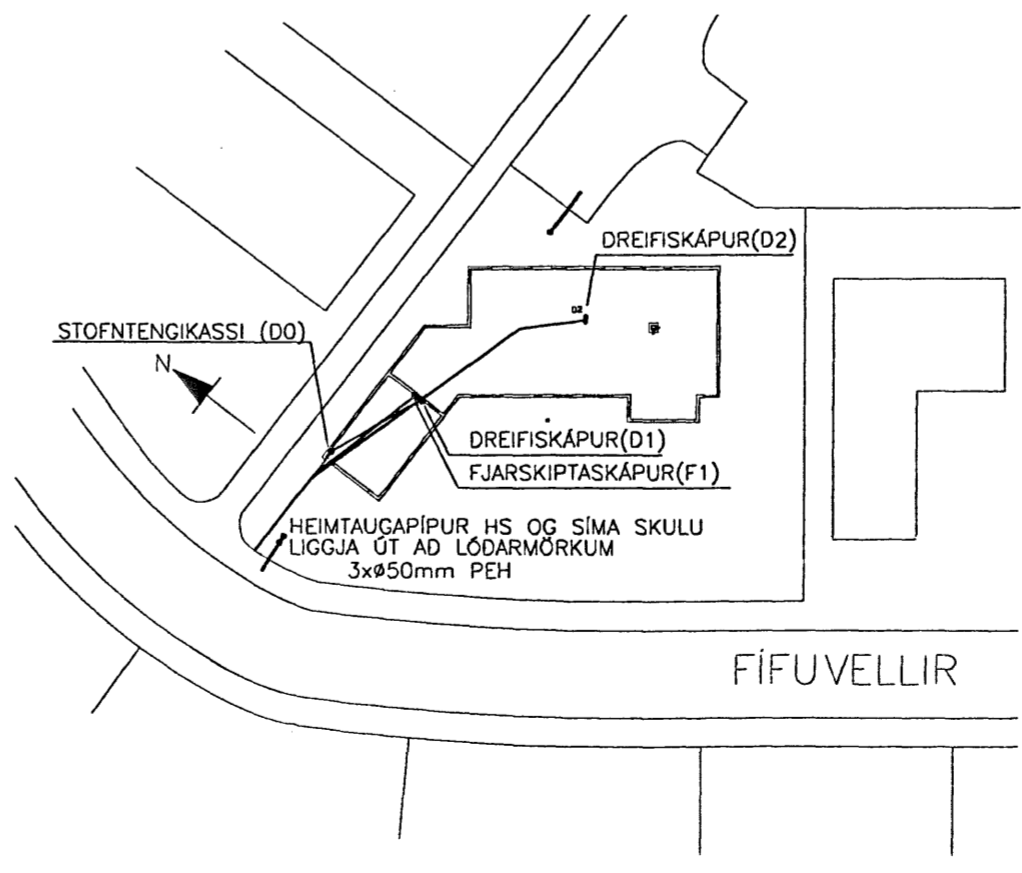 DREIFISKÁPUR(D2)
D2
STOFNTENGIKASSI (D0)
N
DREIFISKÁPUR(D1)
FJARSKIPTASKÁPUR(F1)
HEIMTAUGAPÍPUR HS OG SÍMA SKULU
LIGGJA ÚT AD LÓDARMÖRKUM
3xø50mm PEH
FÍFUVELLIR